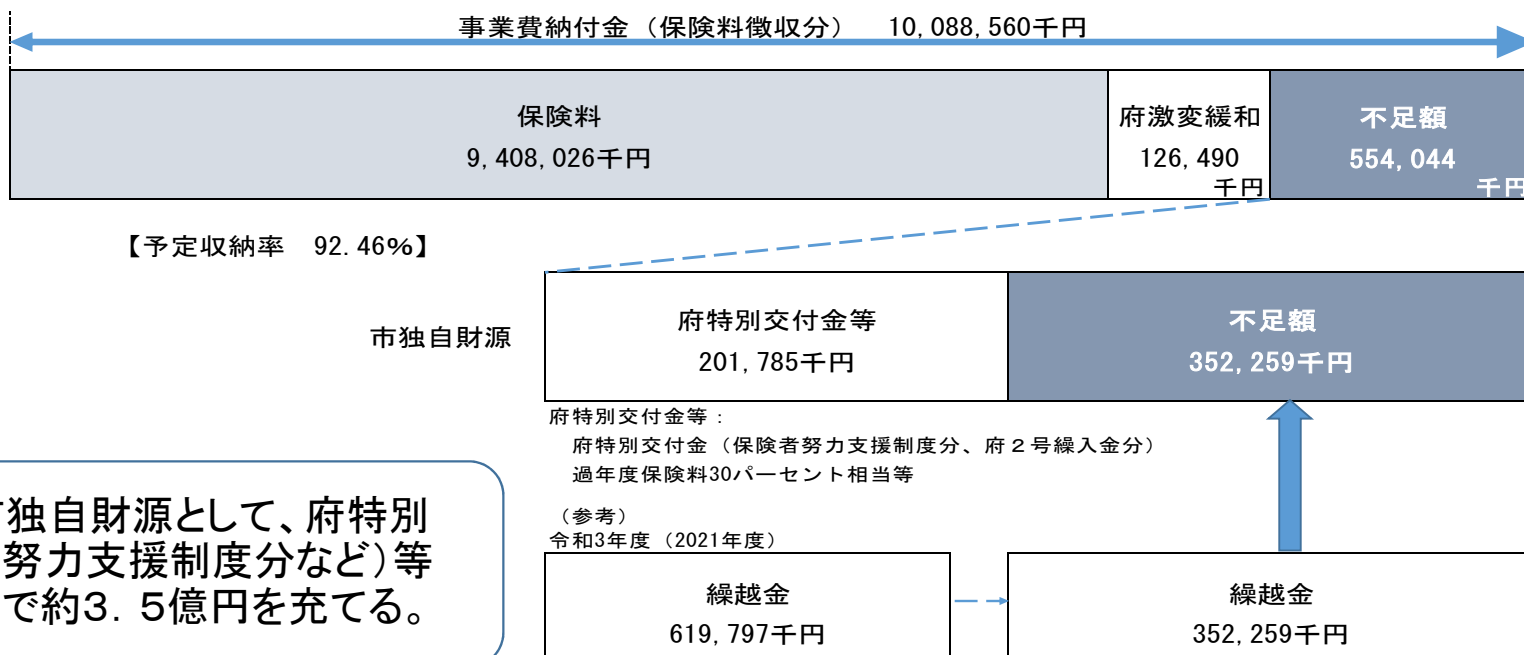 事業費納付金（保険料徴収分）　10,088,560千円
保険料
9,408,026千円
府激変緩和
126,490
千円
不足額
554,044
千円
【予定収納率　92.46%】
市独自財源
府特別交付金等
201,785千円
不足額
352,259千円
府特別交付金等：
府特別交付金（保険者努力支援制度分、府２号繰入金分）
過年度保険料30パーセント相当等
（参考）
令和3年度（2021年度）
独自財源として、府特別
努力支援制度分など）等
で約3．5億円を充てる。
繰越金
619,797千円
繰越金
352,259千円